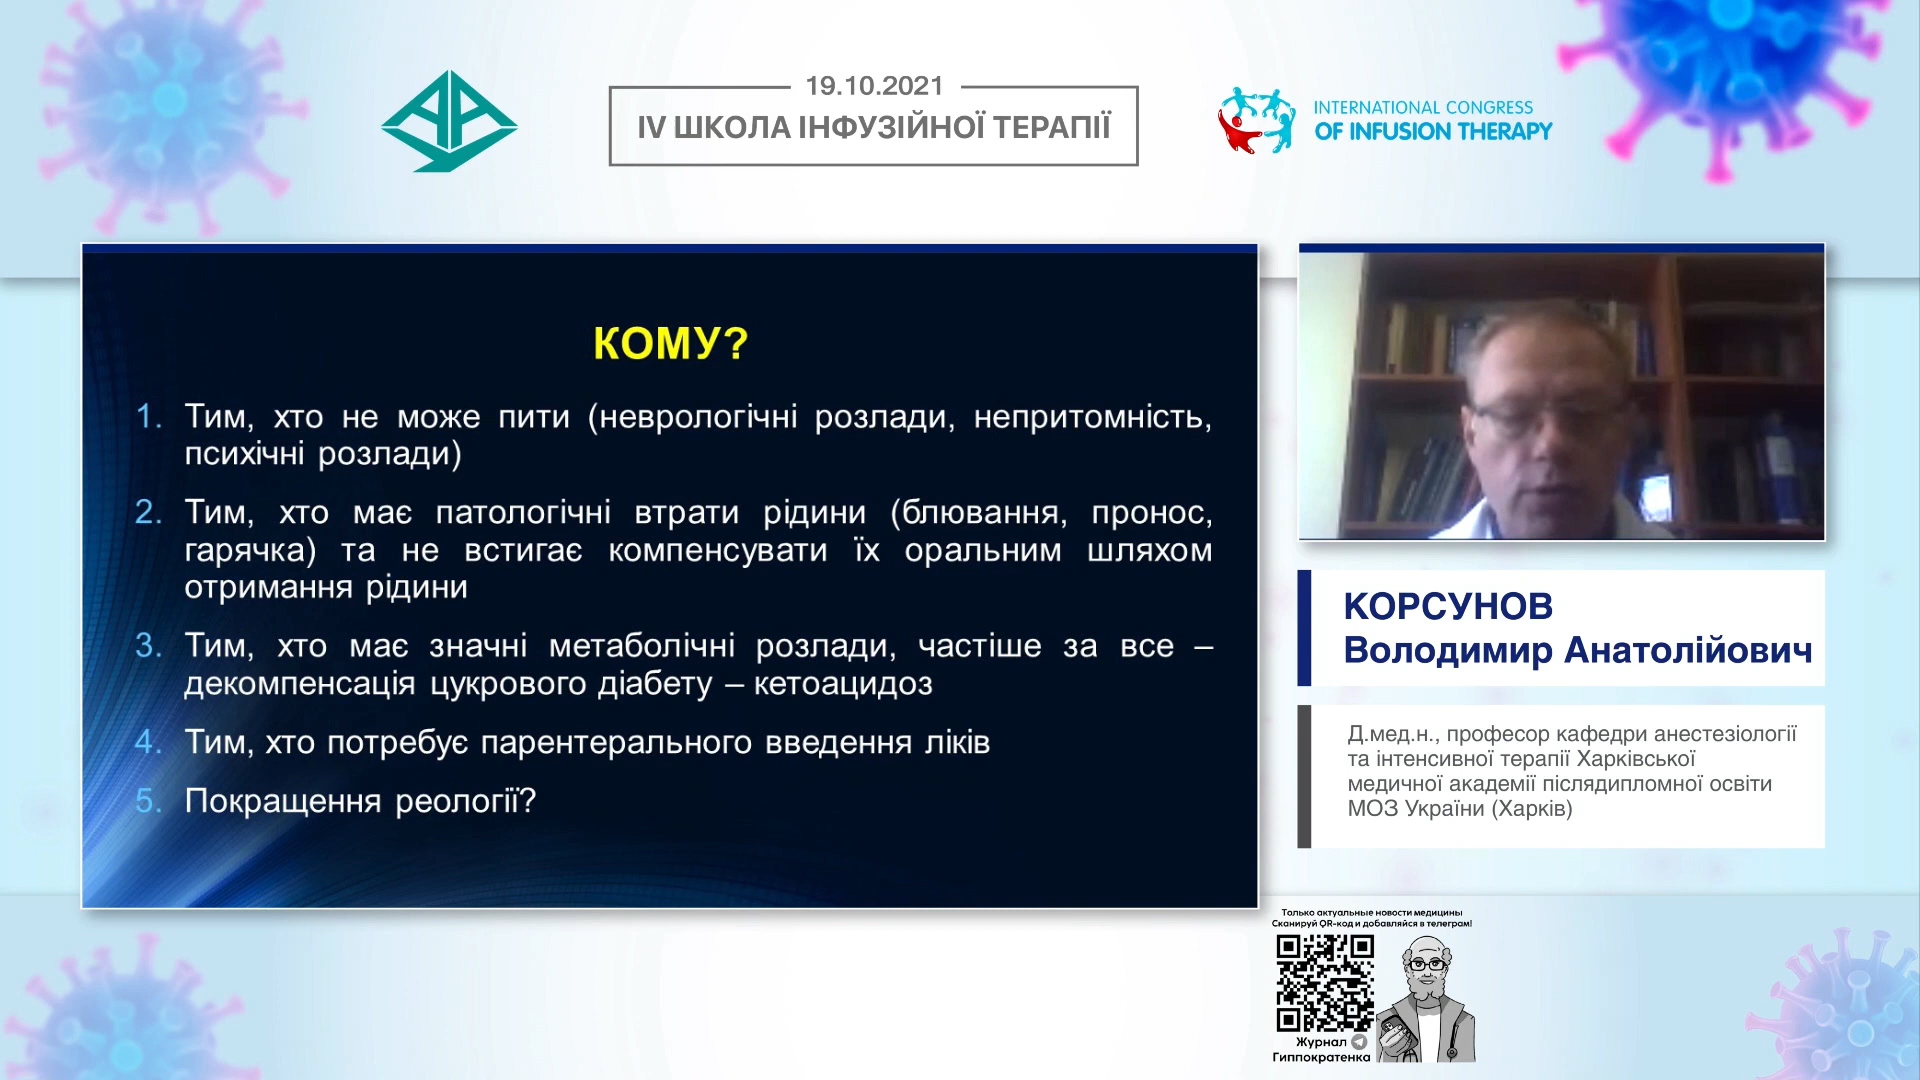 19.10.2021
IV ШКОЛА ІНФУЗІЙНОЇ ТЕРАПІЇ
INTERNATIONAL CONGRESS
OF INFUSION THERAPY
КОМУ?
1. Тим, хто не може пити (неврологічні розлади, непритомність,
психічні розлади)
2. Тим, хто має патологічні втрати рідини (блювання, пронос,
гарячка) та не встигає компенсувати їх оральним шляхом
отримання рідини
3. Тим, хто має значні метаболічні розлади, частіше за все –
декомпенсація цукрового діабету – кетоацидоз
4. Тим, хто потребує парентерального введення ліків
5. Покращення реології?
КОРСУНОВ
Володимир Анатолійович
Д.мед.н., професор кафедри анестезіології
та інтенсивної терапії Харківської
медичної академії післядипломної освіти
МОЗ України (Харків)
Только актуальные новости медицины
Сканируй QR-код и добавляйся в телеграм!
Журнал
Гиппократенка